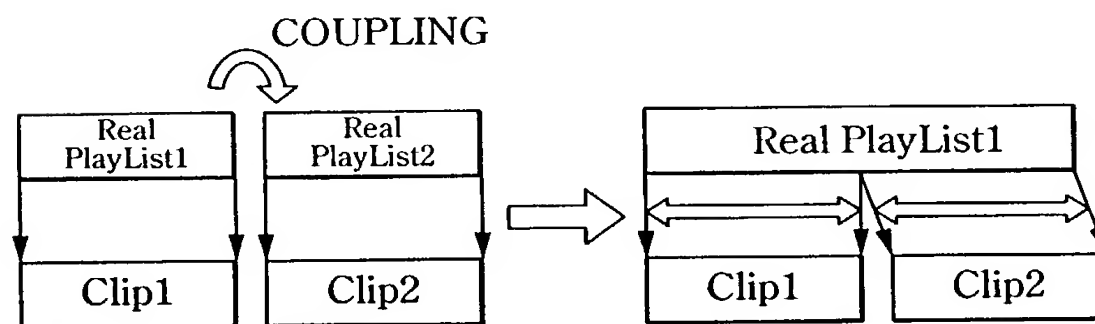 COUPLING
Real
PlayList1
Real
PlayList2
Real PlayList1
Clip1
Clip2
Clip1
Clip2